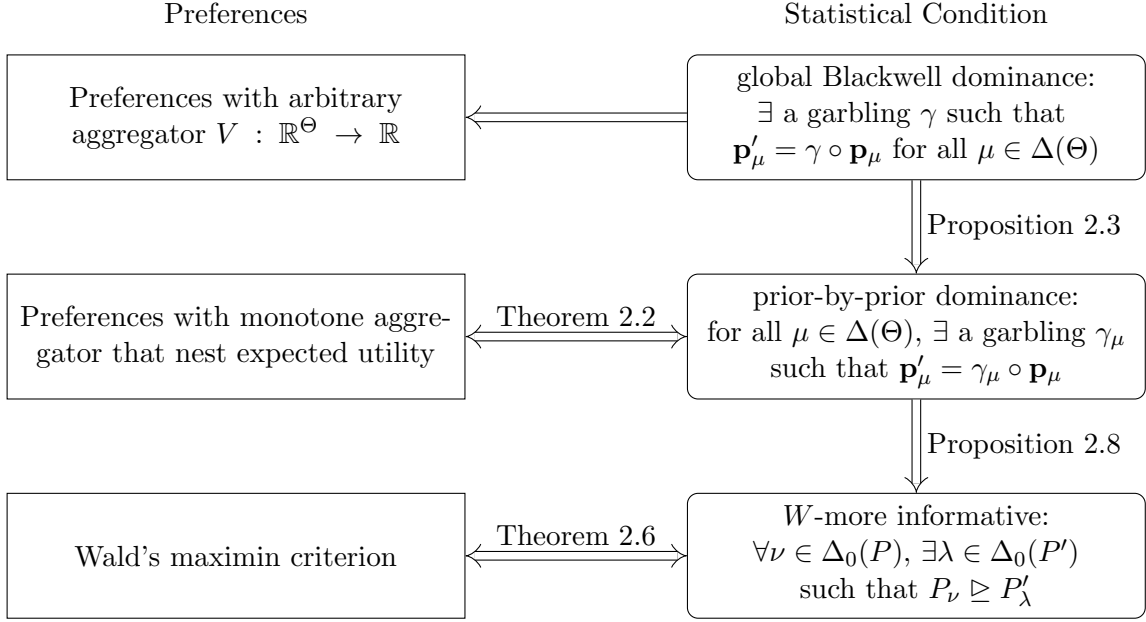 Preferences
Statistical Condition
Preferences with arbitrary
aggregator V : ℝ^Θ → ℝ
global Blackwell dominance:
∃ a garbling γ such that
p′_μ = γ ∘ p_μ for all μ ∈ Δ(Θ)
Proposition 2.3
Preferences with monotone aggre-
gator that nest expected utility
Theorem 2.2
prior-by-prior dominance:
for all μ ∈ Δ(Θ), ∃ a garbling γ_μ
such that p′_μ = γ_μ ∘ p_μ
Proposition 2.8
Wald's maximin criterion
Theorem 2.6
W-more informative:
∀ν ∈ Δ₀(P), ∃λ ∈ Δ₀(P′)
such that P_ν ⊵ P′_λ